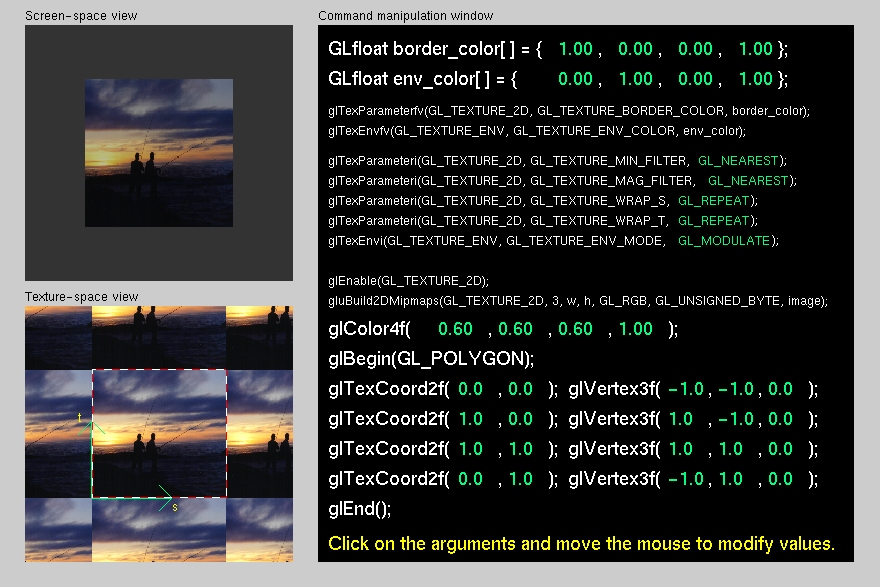 Screen-space view
Command manipulation window
GLfloat border_color[ ] = { 1.00 , 0.00 , 0.00 , 1.00 };
GLfloat env_color[ ] = { 0.00 , 1.00 , 0.00 , 1.00 };
glTexParameterfv(GL_TEXTURE_2D, GL_TEXTURE_BORDER_COLOR, border_color);
glTexEnvfv(GL_TEXTURE_ENV, GL_TEXTURE_ENV_COLOR, env_color);
glTexParameteri(GL_TEXTURE_2D, GL_TEXTURE_MIN_FILTER, GL_NEAREST);
glTexParameteri(GL_TEXTURE_2D, GL_TEXTURE_MAG_FILTER, GL_NEAREST);
glTexParameteri(GL_TEXTURE_2D, GL_TEXTURE_WRAP_S, GL_REPEAT);
glTexParameteri(GL_TEXTURE_2D, GL_TEXTURE_WRAP_T, GL_REPEAT);
glTexEnvi(GL_TEXTURE_ENV, GL_TEXTURE_ENV_MODE, GL_MODULATE);
glEnable(GL_TEXTURE_2D);
gluBuild2DMipmaps(GL_TEXTURE_2D, 3, w, h, GL_RGB, GL_UNSIGNED_BYTE, image);
glColor4f( 0.60 , 0.60 , 0.60 , 1.00 );
glBegin(GL_POLYGON);
glTexCoord2f( 0.0 , 0.0 ); glVertex3f( -1.0 , -1.0 , 0.0 );
glTexCoord2f( 1.0 , 0.0 ); glVertex3f( 1.0 , -1.0 , 0.0 );
glTexCoord2f( 1.0 , 1.0 ); glVertex3f( 1.0 , 1.0 , 0.0 );
glTexCoord2f( 0.0 , 1.0 ); glVertex3f( -1.0 , 1.0 , 0.0 );
glEnd();
Click on the arguments and move the mouse to modify values.
Texture-space view
t
s